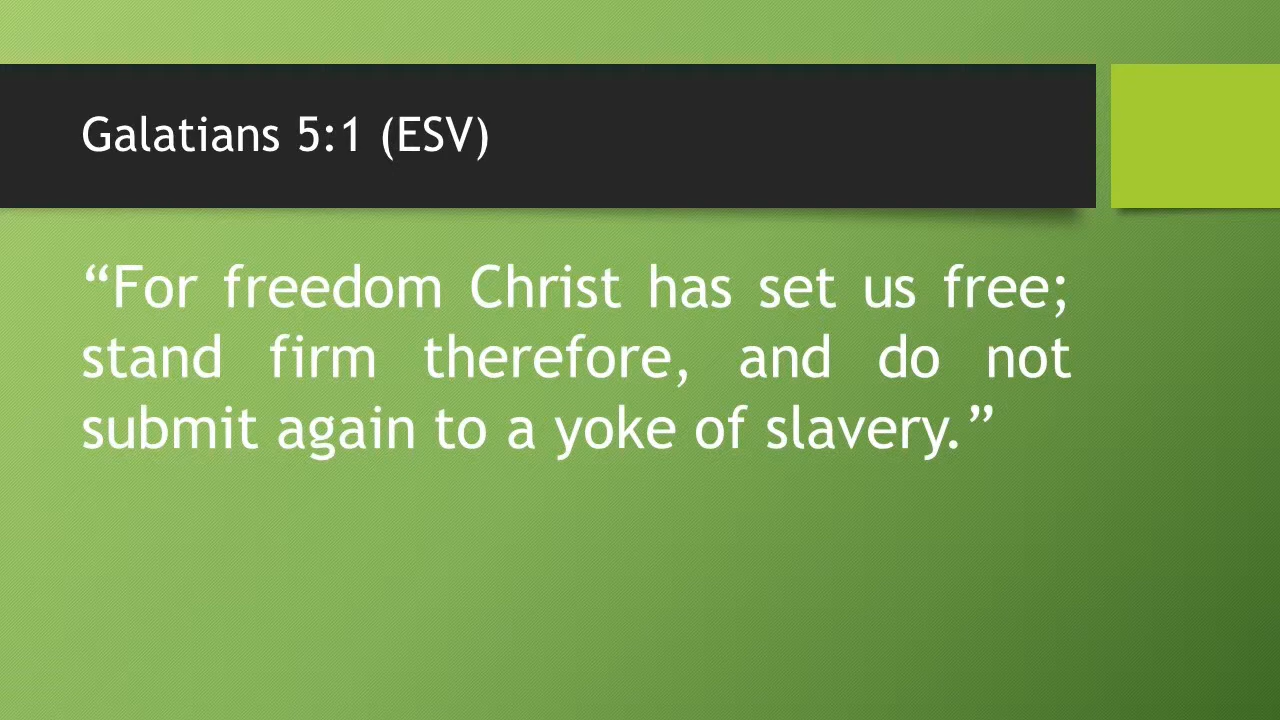 Galatians 5:1 (ESV)
“For freedom Christ has set us free;
stand firm therefore, and do not
submit again to a yoke of slavery.”